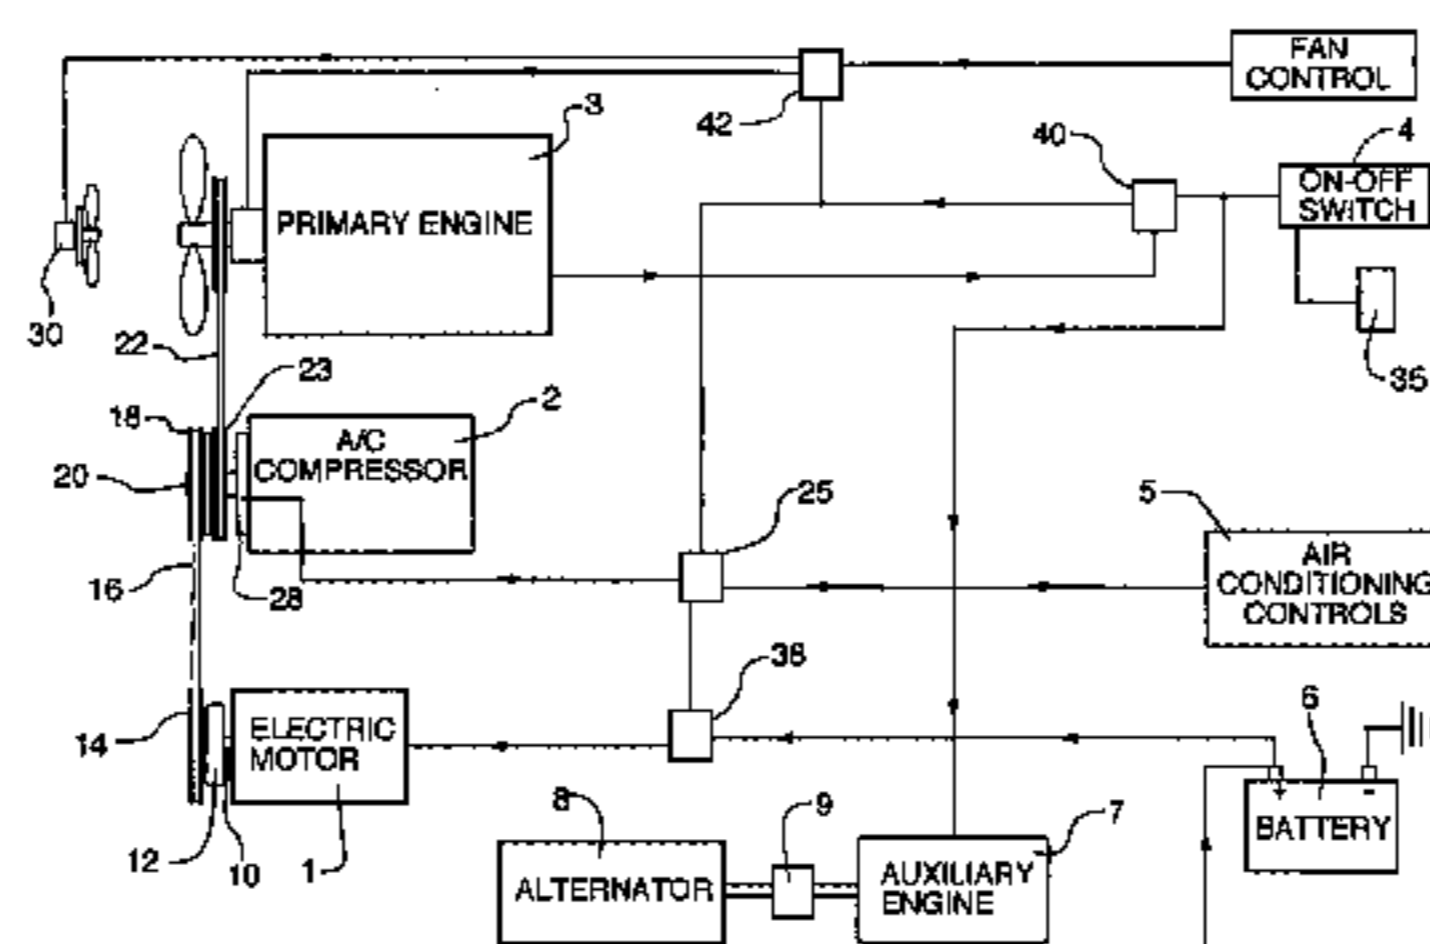 FAN
CONTROL
42
3
40
4
ON-OFF
SWITCH
PRIMARY ENGINE
30
22
35
23
18
2
A/C
COMPRESSOR
20
25
5
AIR
CONDITIONING
CONTROLS
16
28
38
6
14
ELECTRIC
MOTOR
+
-
BATTERY
8
9
7
12
10
1
ALTERNATOR
AUXILIARY
ENGINE